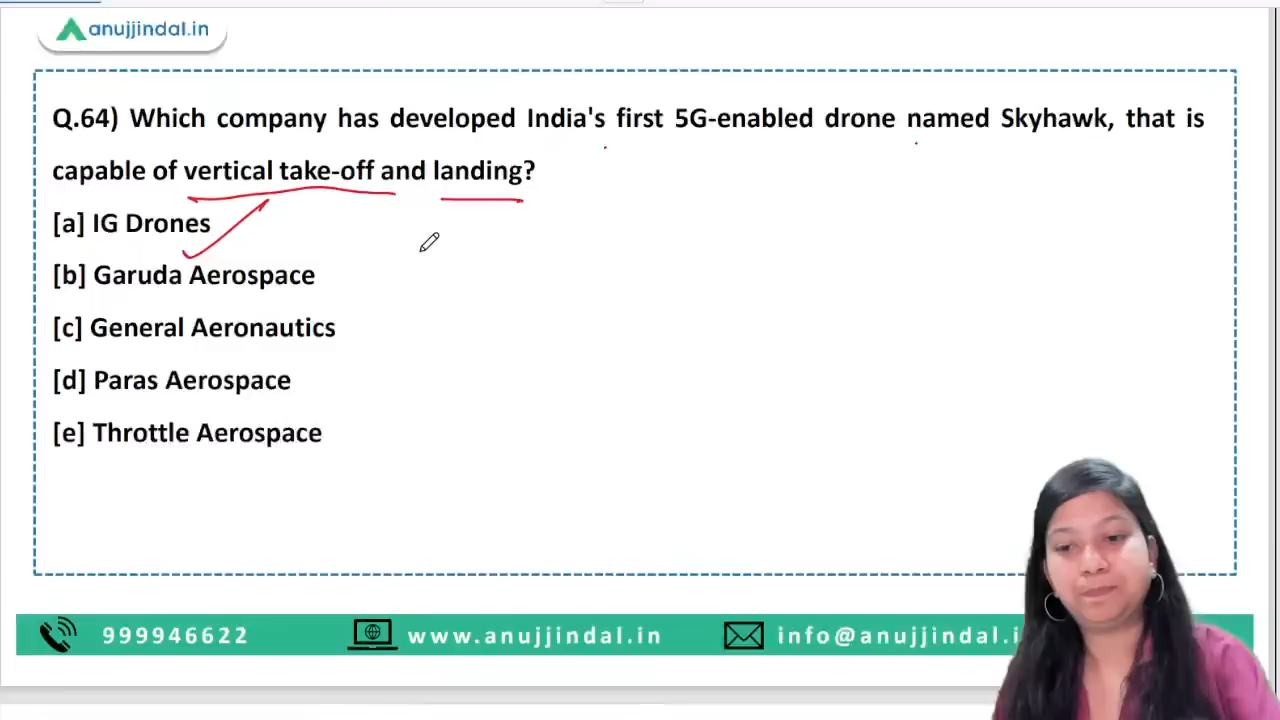 anujjindal.in
Q.64) Which company has developed India's first 5G-enabled drone named Skyhawk, that is
capable of vertical take-off and landing?
[a] IG Drones
[b] Garuda Aerospace
[c] General Aeronautics
[d] Paras Aerospace
[e] Throttle Aerospace
999946622 www.anujjindal.in info@anujjindal.i